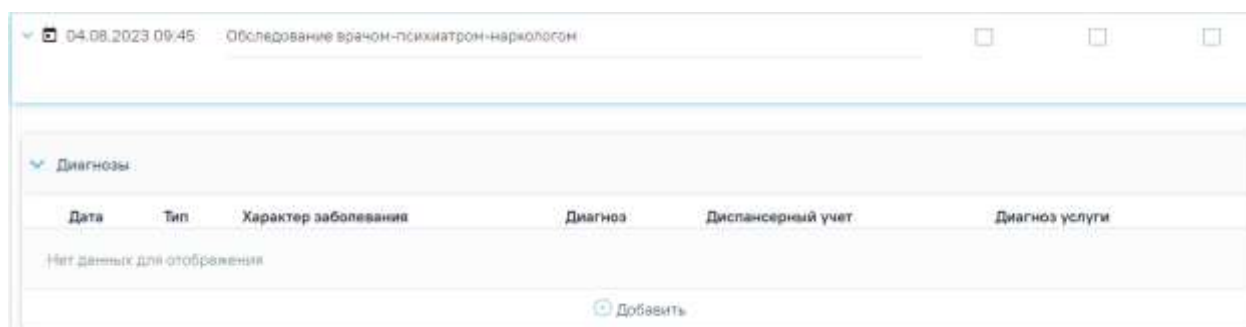 04.08.2023 09:45 Обследование врачом-психиатром-наркологом
Диагнозы
Дата Тип Характер заболевания Диагноз Диспансерный учет Диагноз услуги
Нет данных для отображения
Добавить